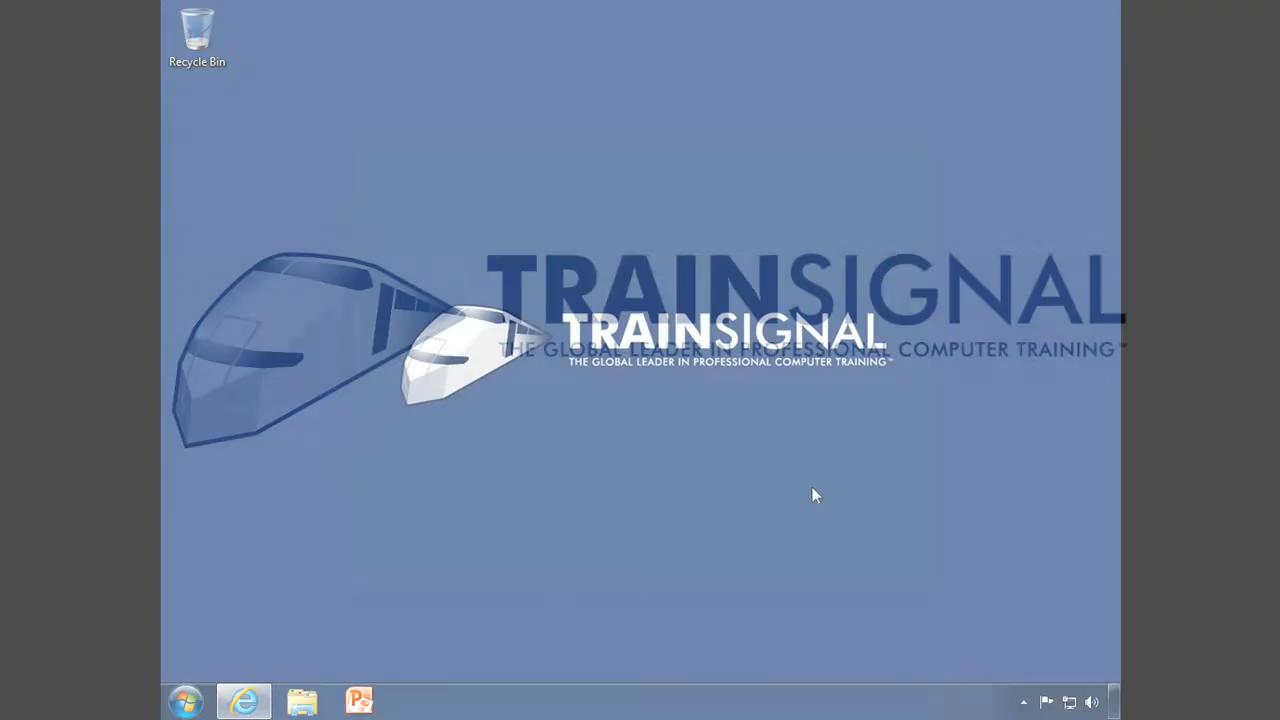 Recycle Bin
TRAINSIGNAL
THE GLOBAL LEADER IN PROFESSIONAL COMPUTER TRAINING™
TRAINSIGNAL
THE GLOBAL LEADER IN PROFESSIONAL COMPUTER TRAINING™